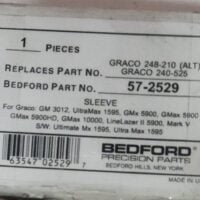 1 PIECES
GRACO 248-210 (ALT)
REPLACES PART NO. GRACO 240-525
BEDFORD PART NO. 57-2529
SLEEVE
For Graco: GM 3012, UltraMax 1595, GMx 5900, GMax 5900
GMax 5900HD, GMax 10000, LineLazer II 5900, Mark V
S/W: Ultimate Mx 1595, Ultra Max 1595
63547 02529 7
BEDFORD
PRECISION PARTS
BEDFORD HILLS, NEW YORK